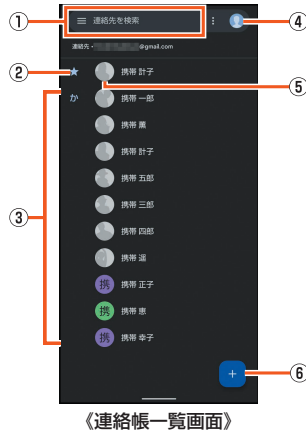 ①
連絡先を検索
④
連絡先・
@gmail.com
②
★
携帯 計子
⑤
か
携帯 一郎
携帯 薫
携帯 計子
携帯 五郎
③
携帯 三郎
携帯 四郎
携帯 遥
携
携帯 正子
携
携帯 恵
携
携帯 幸子
+
⑥
《連絡帳一覧画面》